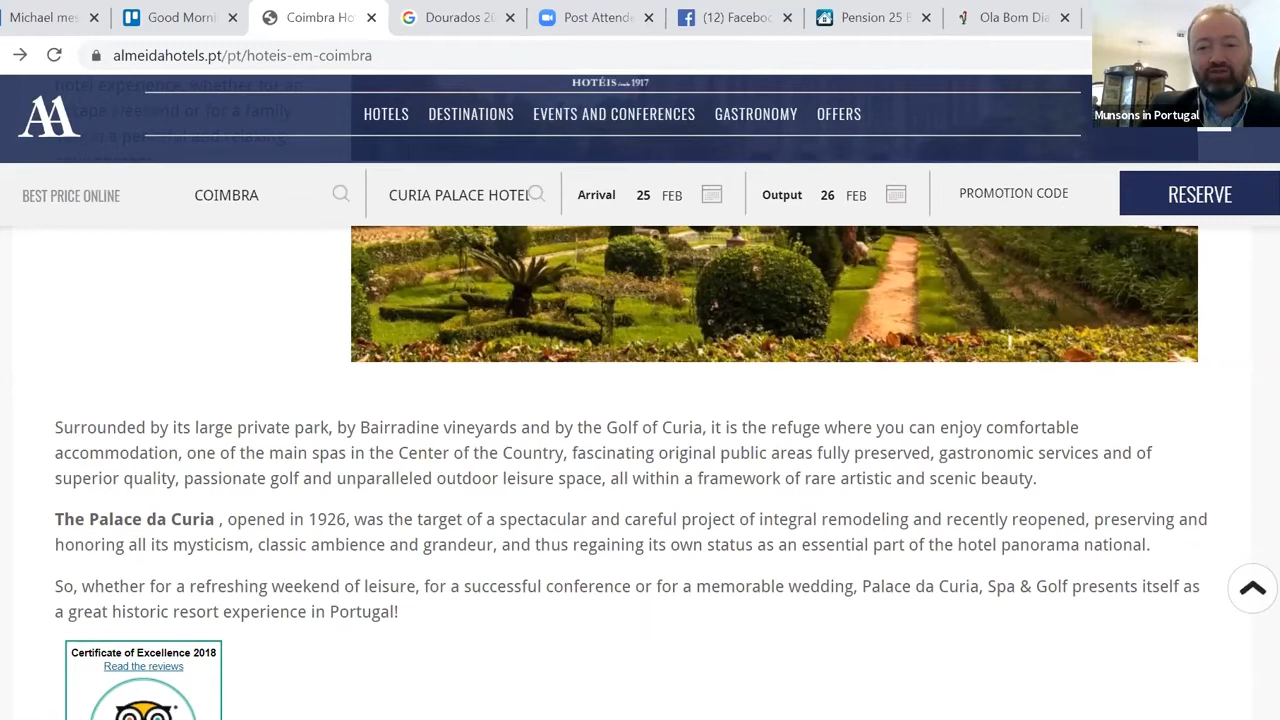 Michael mes
Good Morni
Coimbra Ho
Dourados 20
Post Attende
(12) Faceboo
Pension 25 E
Ola Bom Dia
almeidahotels.pt/pt/hoteis-em-coimbra
Munsons in Portugal
HOTÉIS desde 1917
AA
HOTELS DESTINATIONS EVENTS AND CONFERENCES GASTRONOMY OFFERS
BEST PRICE ONLINE COIMBRA CURIA PALACE HOTEL Arrival 25 FEB Output 26 FEB PROMOTION CODE RESERVE
Surrounded by its large private park, by Bairradine vineyards and by the Golf of Curia, it is the refuge where you can enjoy comfortable
accommodation, one of the main spas in the Center of the Country, fascinating original public areas fully preserved, gastronomic services and of
superior quality, passionate golf and unparalleled outdoor leisure space, all within a framework of rare artistic and scenic beauty.
The Palace da Curia , opened in 1926, was the target of a spectacular and careful project of integral remodeling and recently reopened, preserving and
honoring all its mysticism, classic ambience and grandeur, and thus regaining its own status as an essential part of the hotel panorama national.
So, whether for a refreshing weekend of leisure, for a successful conference or for a memorable wedding, Palace da Curia, Spa & Golf presents itself as
a great historic resort experience in Portugal!
Certificate of Excellence 2018
Read the reviews